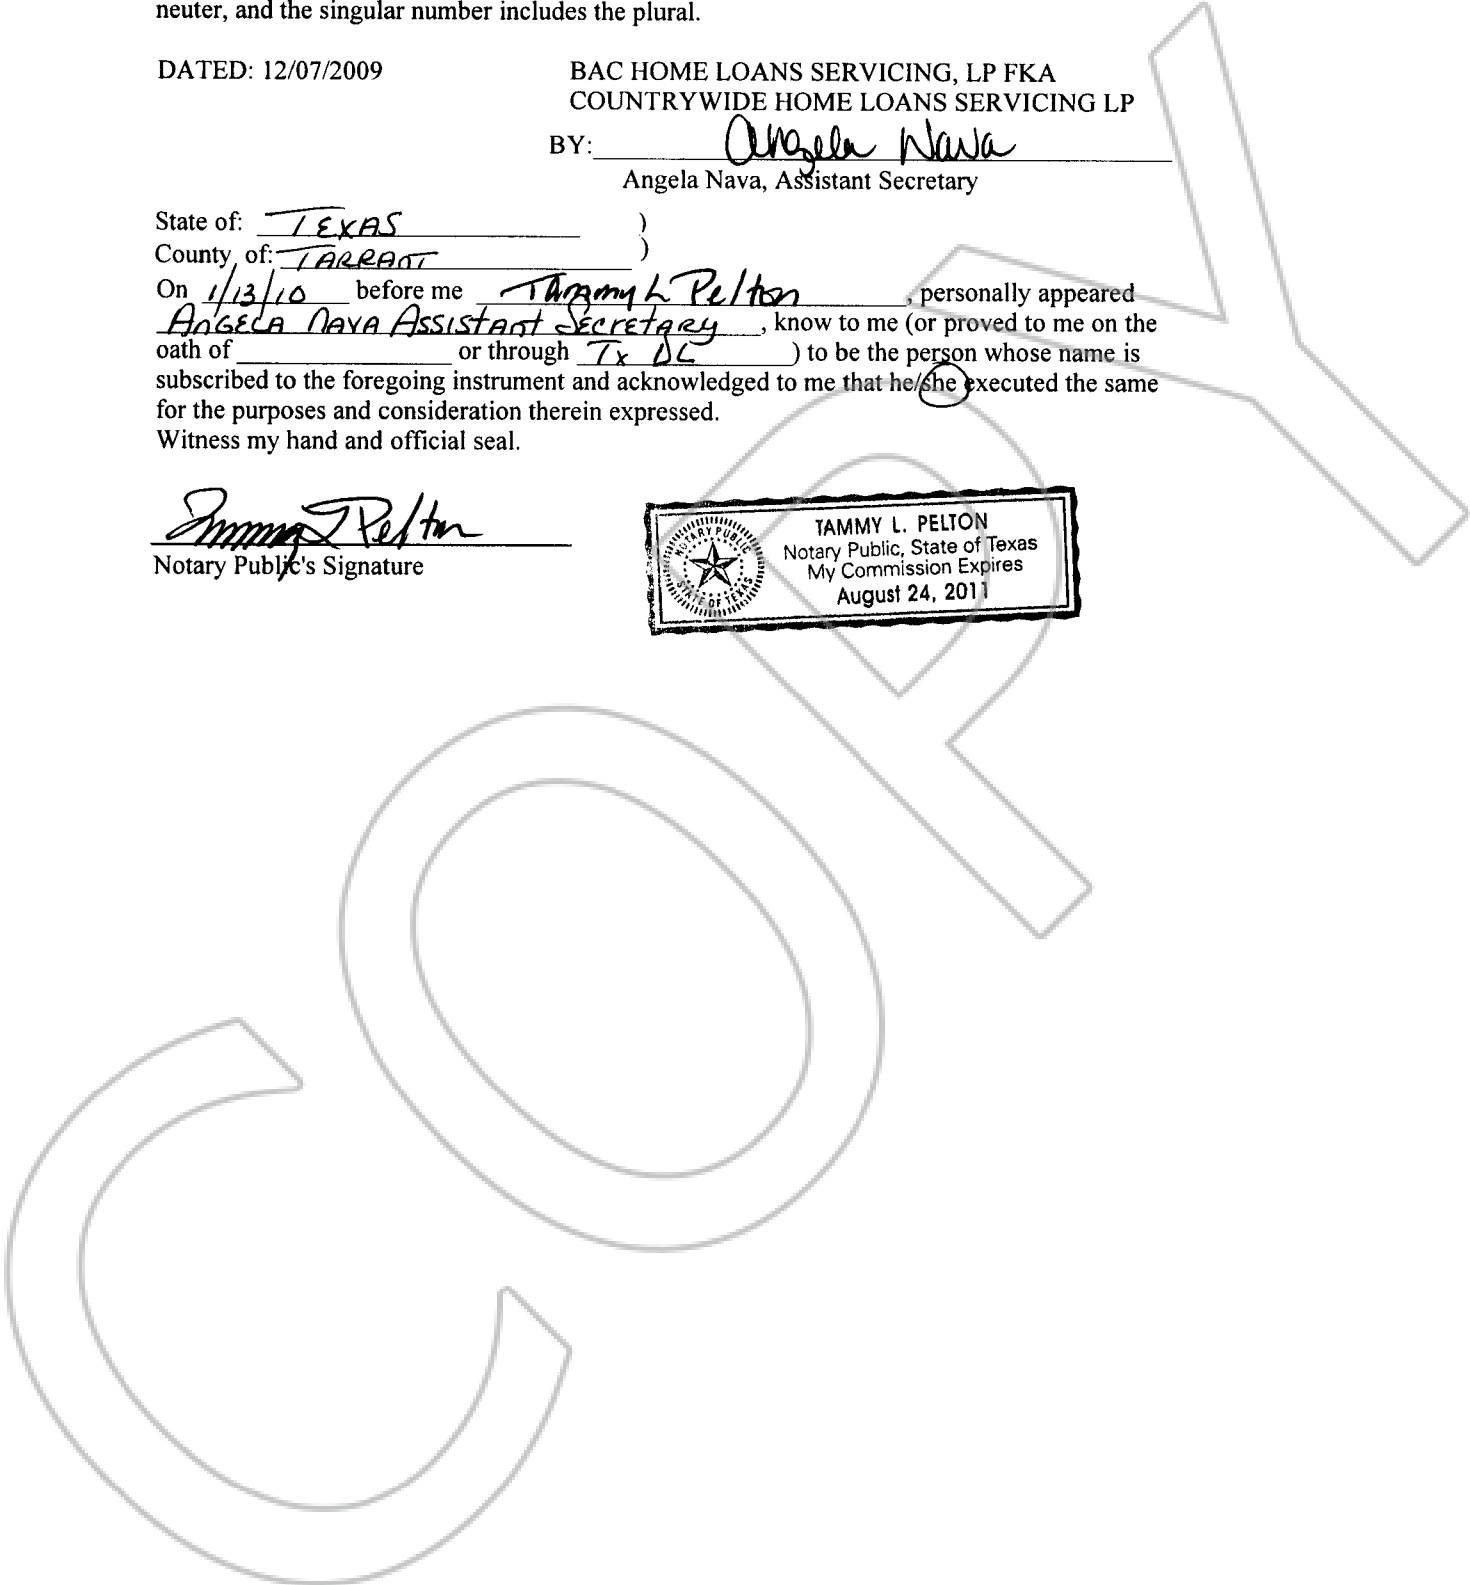 neuter, and the singular number includes the plural.
DATED: 12/07/2009
BAC HOME LOANS SERVICING, LP FKA
COUNTRYWIDE HOME LOANS SERVICING LP
BY: Angela Nava
Angela Nava, Assistant Secretary
State of: TEXAS )
County of: TARRANT )
On 1/13/10 before me Tammy L Pelton, personally appeared
ANGELA NAVA ASSISTANT SECRETARY, know to me (or proved to me on the
oath of ____ or through Tx DL ) to be the person whose name is
subscribed to the foregoing instrument and acknowledged to me that he/she executed the same
for the purposes and consideration therein expressed.
Witness my hand and official seal.
Tammy L Pelton
Notary Public's Signature
NOTARY PUBLIC
STATE OF TEXAS
TAMMY L. PELTON
Notary Public, State of Texas
My Commission Expires
August 24, 2011
COPY